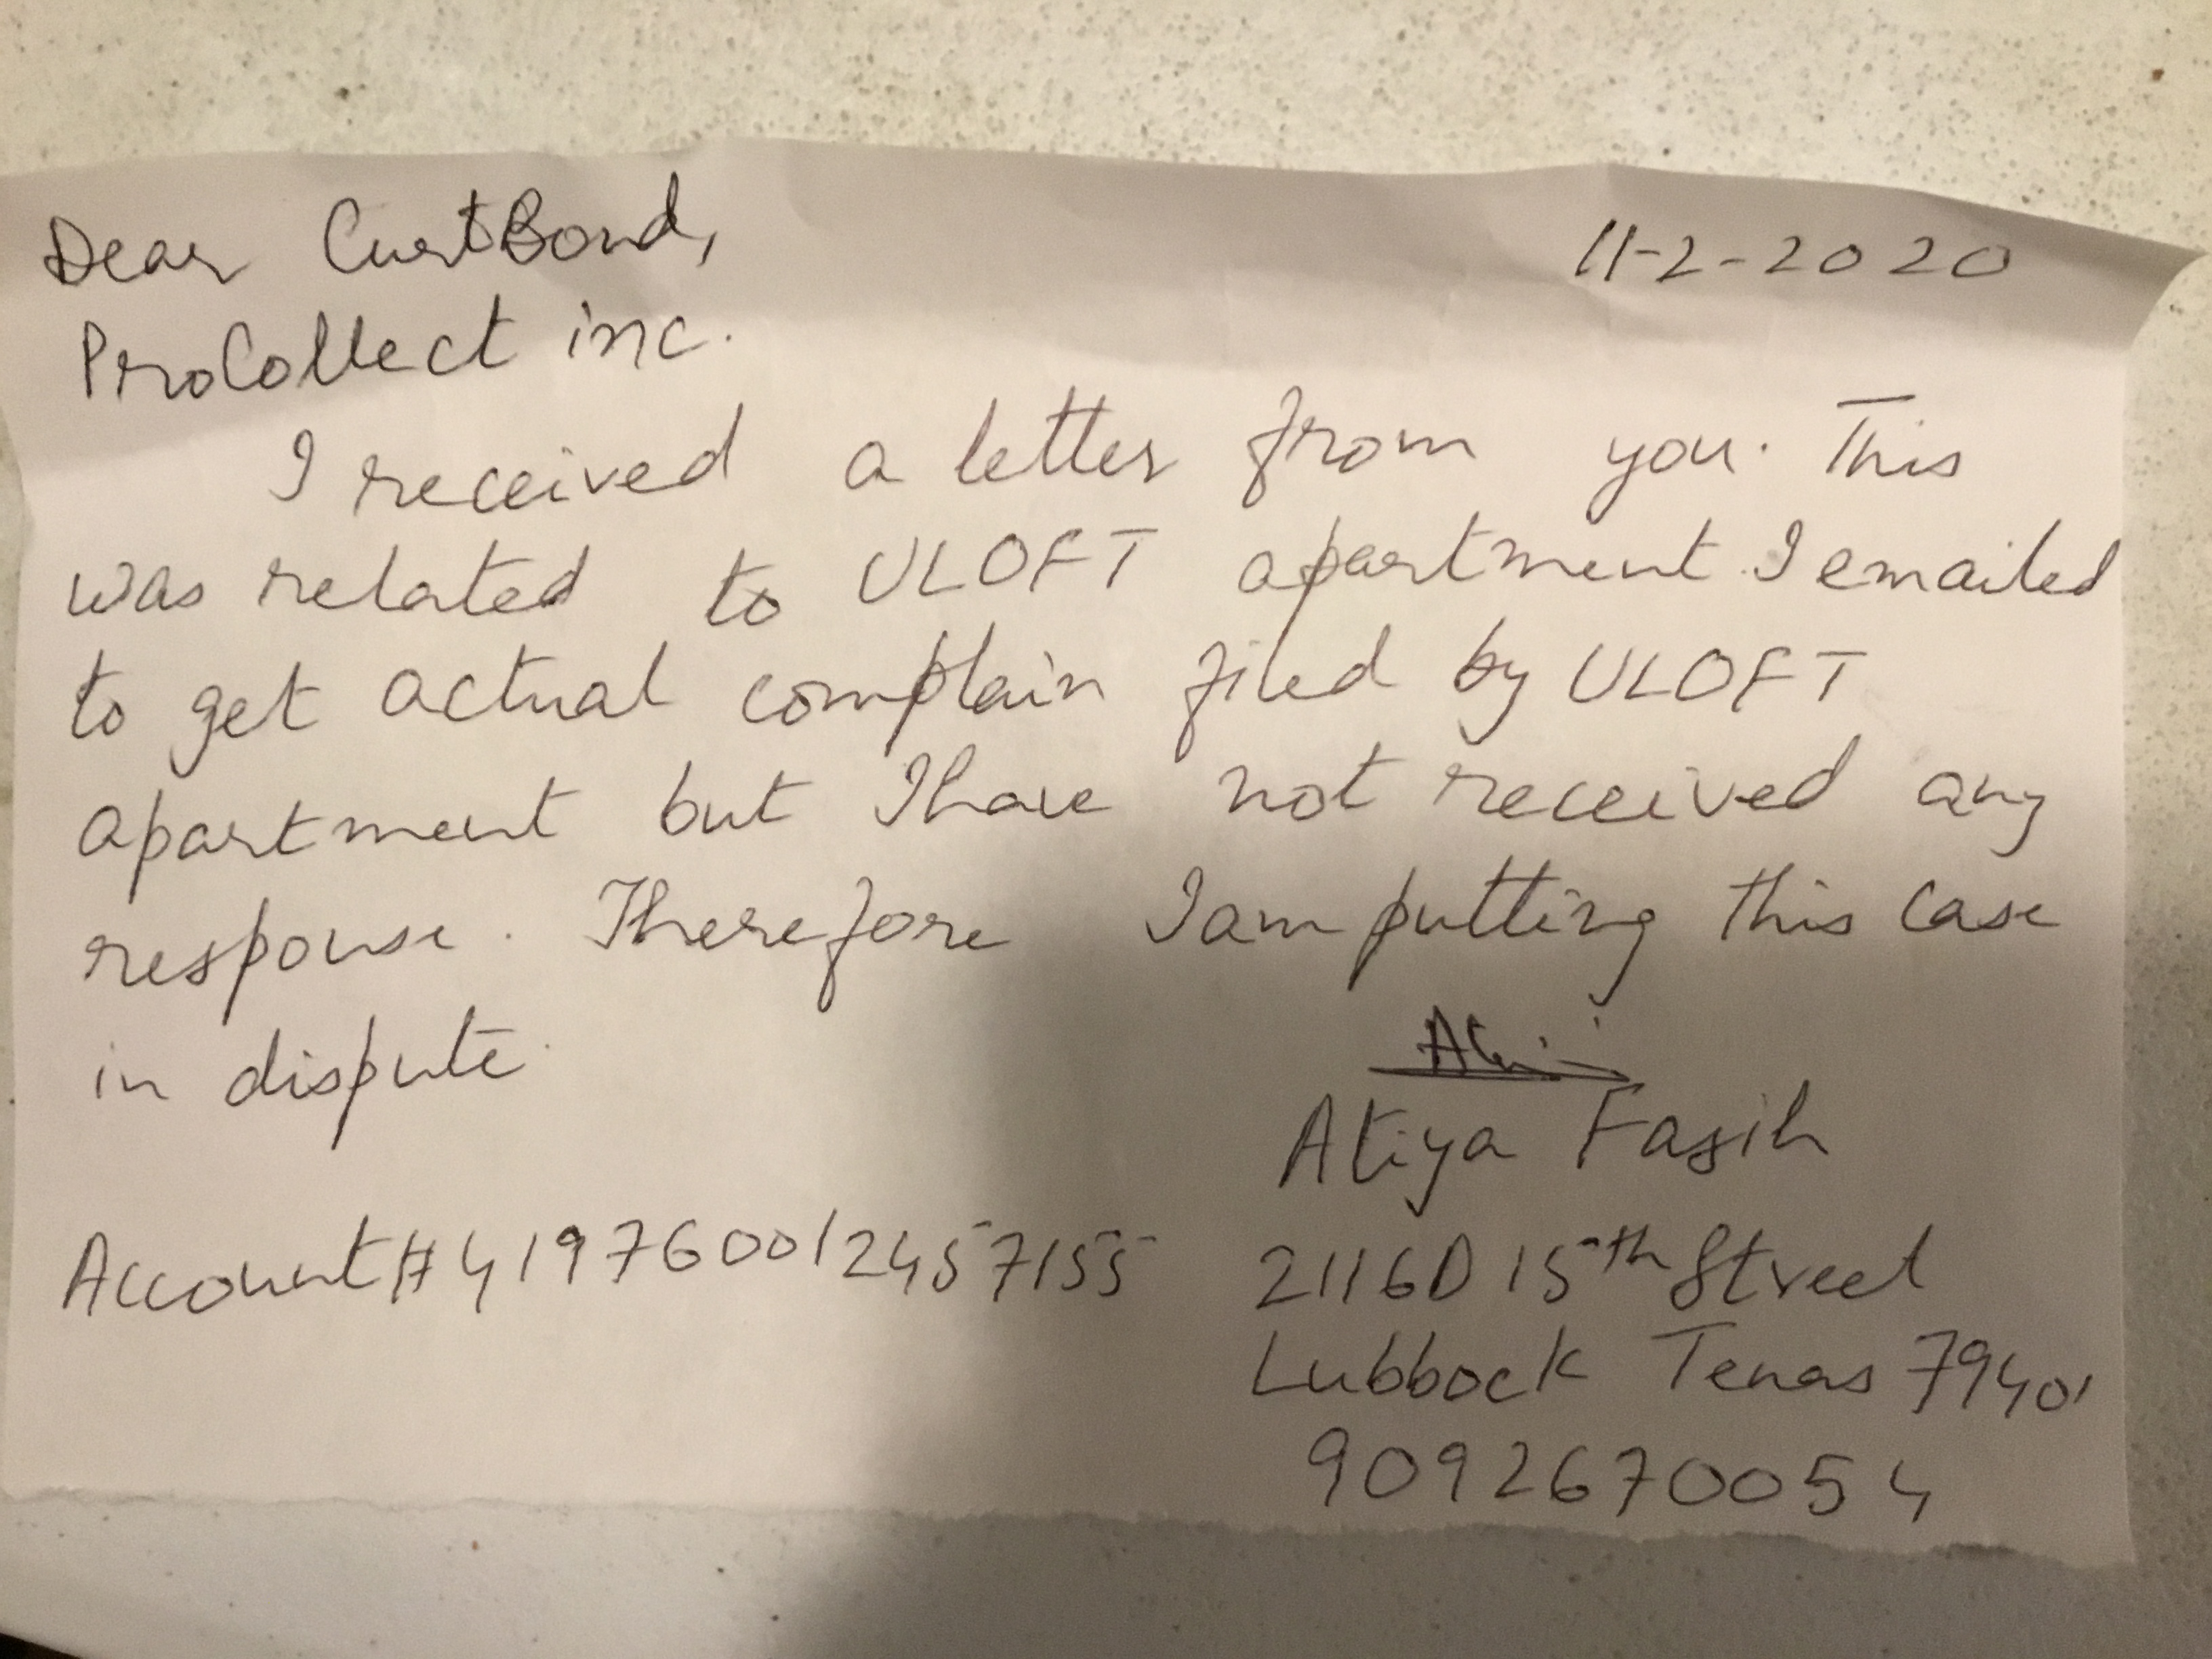 Dear Curt Bond,
11-2-2020
ProCollect inc.
I received a letter from you. This
was related to ULOFT apartment. I emailed
to get actual complain filed by ULOFT
apartment but I have not received any
response. Therefore I am putting this case
in dispute.
Atiya Fasih
Account # 419760012457155
2116D 15th Street
Lubbock Texas 79401
9092670054